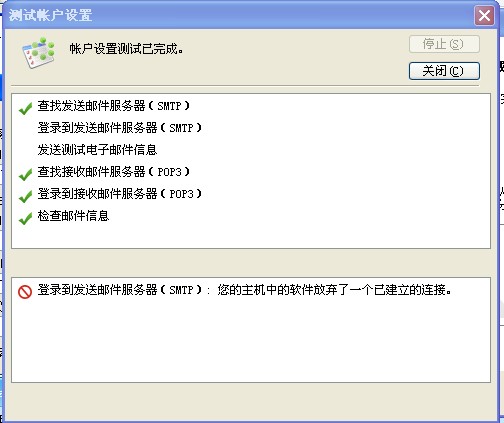 测试帐户设置
帐户设置测试已完成。
停止(S)
关闭(C)
查找发送邮件服务器(SMTP)
登录到发送邮件服务器(SMTP)
发送测试电子邮件信息
查找接收邮件服务器(POP3)
登录到接收邮件服务器(POP3)
检查邮件信息
登录到发送邮件服务器(SMTP): 您的主机中的软件放弃了一个已建立的连接。